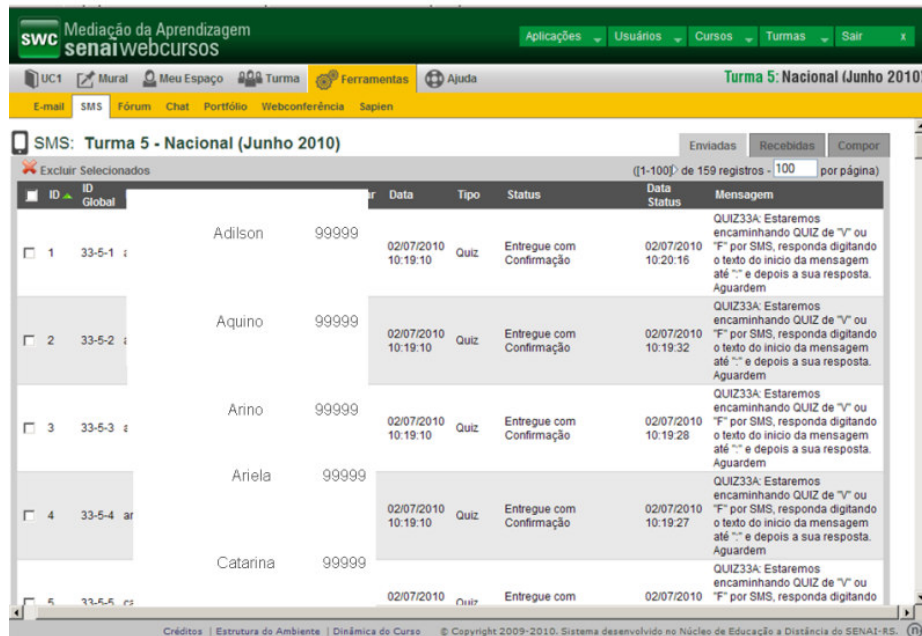 SWC Mediação da Aprendizagem
senaiwebcursos
Aplicações Usuários Cursos Turmas Sair x
UC1 Mural Meu Espaço Turma Ferramentas Ajuda Turma 5: Nacional (Junho 2010)
E-mail SMS Fórum Chat Portfólio Webconferência Sapien
SMS: Turma 5 - Nacional (Junho 2010) Enviadas Recebidas Compor
Excluir Selecionados ([1-100] de 159 registros - 100 por página)
ID ID Global Data Tipo Status Data Status Mensagem
1 33-5-1 Adilson 99999 02/07/2010 10:19:10 Quiz Entregue com Confirmação 02/07/2010 10:20:16
QUIZ33A: Estaremos
encaminhando QUIZ de "V" ou
"F" por SMS, responda digitando
o texto do inicio da mensagem
até ":" e depois a sua resposta.
Aguardem
2 33-5-2 Aquino 99999 02/07/2010 10:19:10 Quiz Entregue com Confirmação 02/07/2010 10:19:32
QUIZ33A: Estaremos
encaminhando QUIZ de "V" ou
"F" por SMS, responda digitando
o texto do inicio da mensagem
até ":" e depois a sua resposta.
Aguardem
3 33-5-3 Arino 99999 02/07/2010 10:19:10 Quiz Entregue com Confirmação 02/07/2010 10:19:28
QUIZ33A: Estaremos
encaminhando QUIZ de "V" ou
"F" por SMS, responda digitando
o texto do inicio da mensagem
até ":" e depois a sua resposta.
Aguardem
4 33-5-4 ar Ariela 99999 02/07/2010 10:19:10 Quiz Entregue com Confirmação 02/07/2010 10:19:27
QUIZ33A: Estaremos
encaminhando QUIZ de "V" ou
"F" por SMS, responda digitando
o texto do inicio da mensagem
até ":" e depois a sua resposta.
Aguardem
5 33-5-5 Catarina 99999 02/07/2010 Quiz Entregue com 02/07/2010
QUIZ33A: Estaremos
encaminhando QUIZ de "V" ou
"F" por SMS, responda digitando
Créditos | Estrutura do Ambiente | Dinâmica do Curso © Copyright 2009-2010. Sistema desenvolvido no Núcleo de Educação a Distância do SENAI-RS.